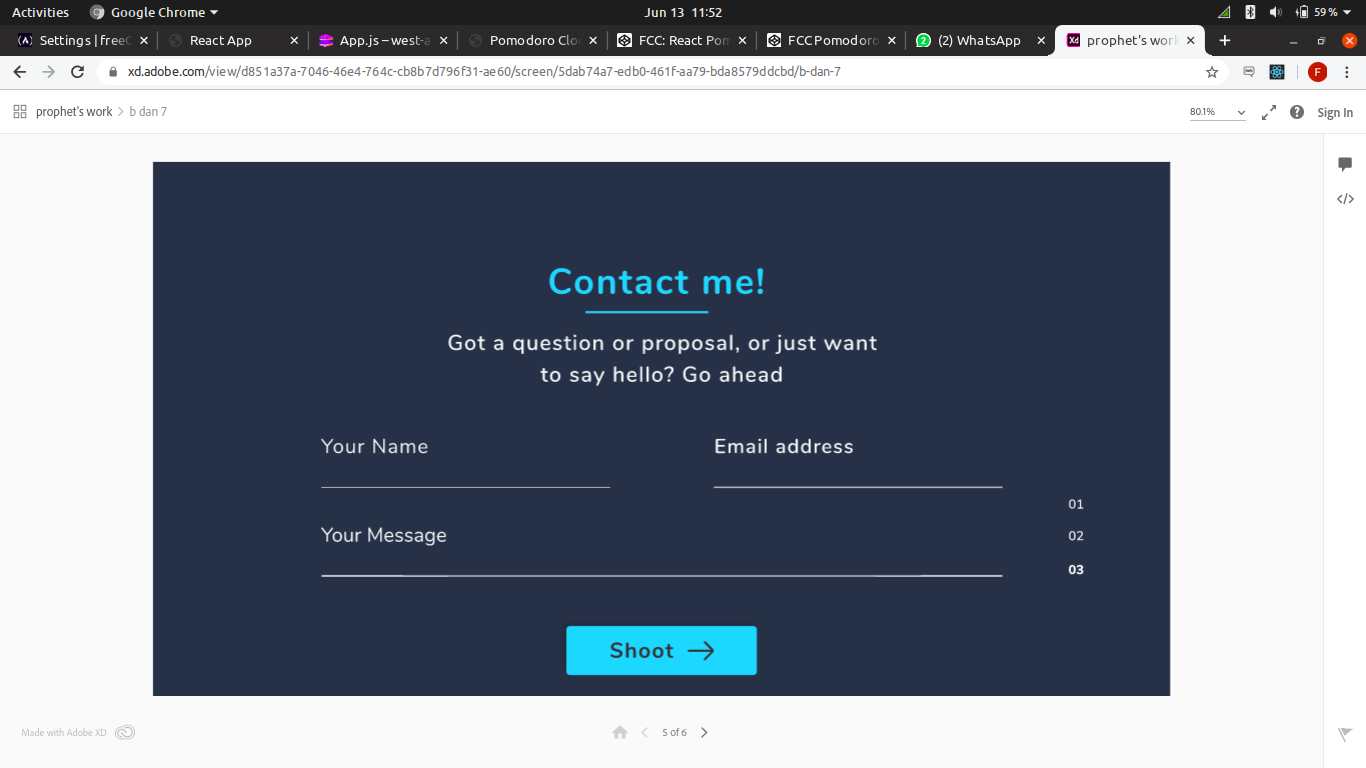 Activities
Google Chrome
Jun 13 11:52
59 %
Settings | freeC
React App
App.js – west-a
Pomodoro Cloc
FCC: React Pom
FCC Pomodoro
(2) WhatsApp
prophet's work
xd.adobe.com/view/d851a37a-7046-46e4-764c-cb8b7d796f31-ae60/screen/5dab74a7-edb0-461f-aa79-bda8579ddcbd/b-dan-7
F
prophet's work > b dan 7
80.1%
Sign In
Contact me!
Got a question or proposal, or just want
to say hello? Go ahead
Your Name
Email address
01
Your Message
02
03
Shoot
Made with Adobe XD
5 of 6